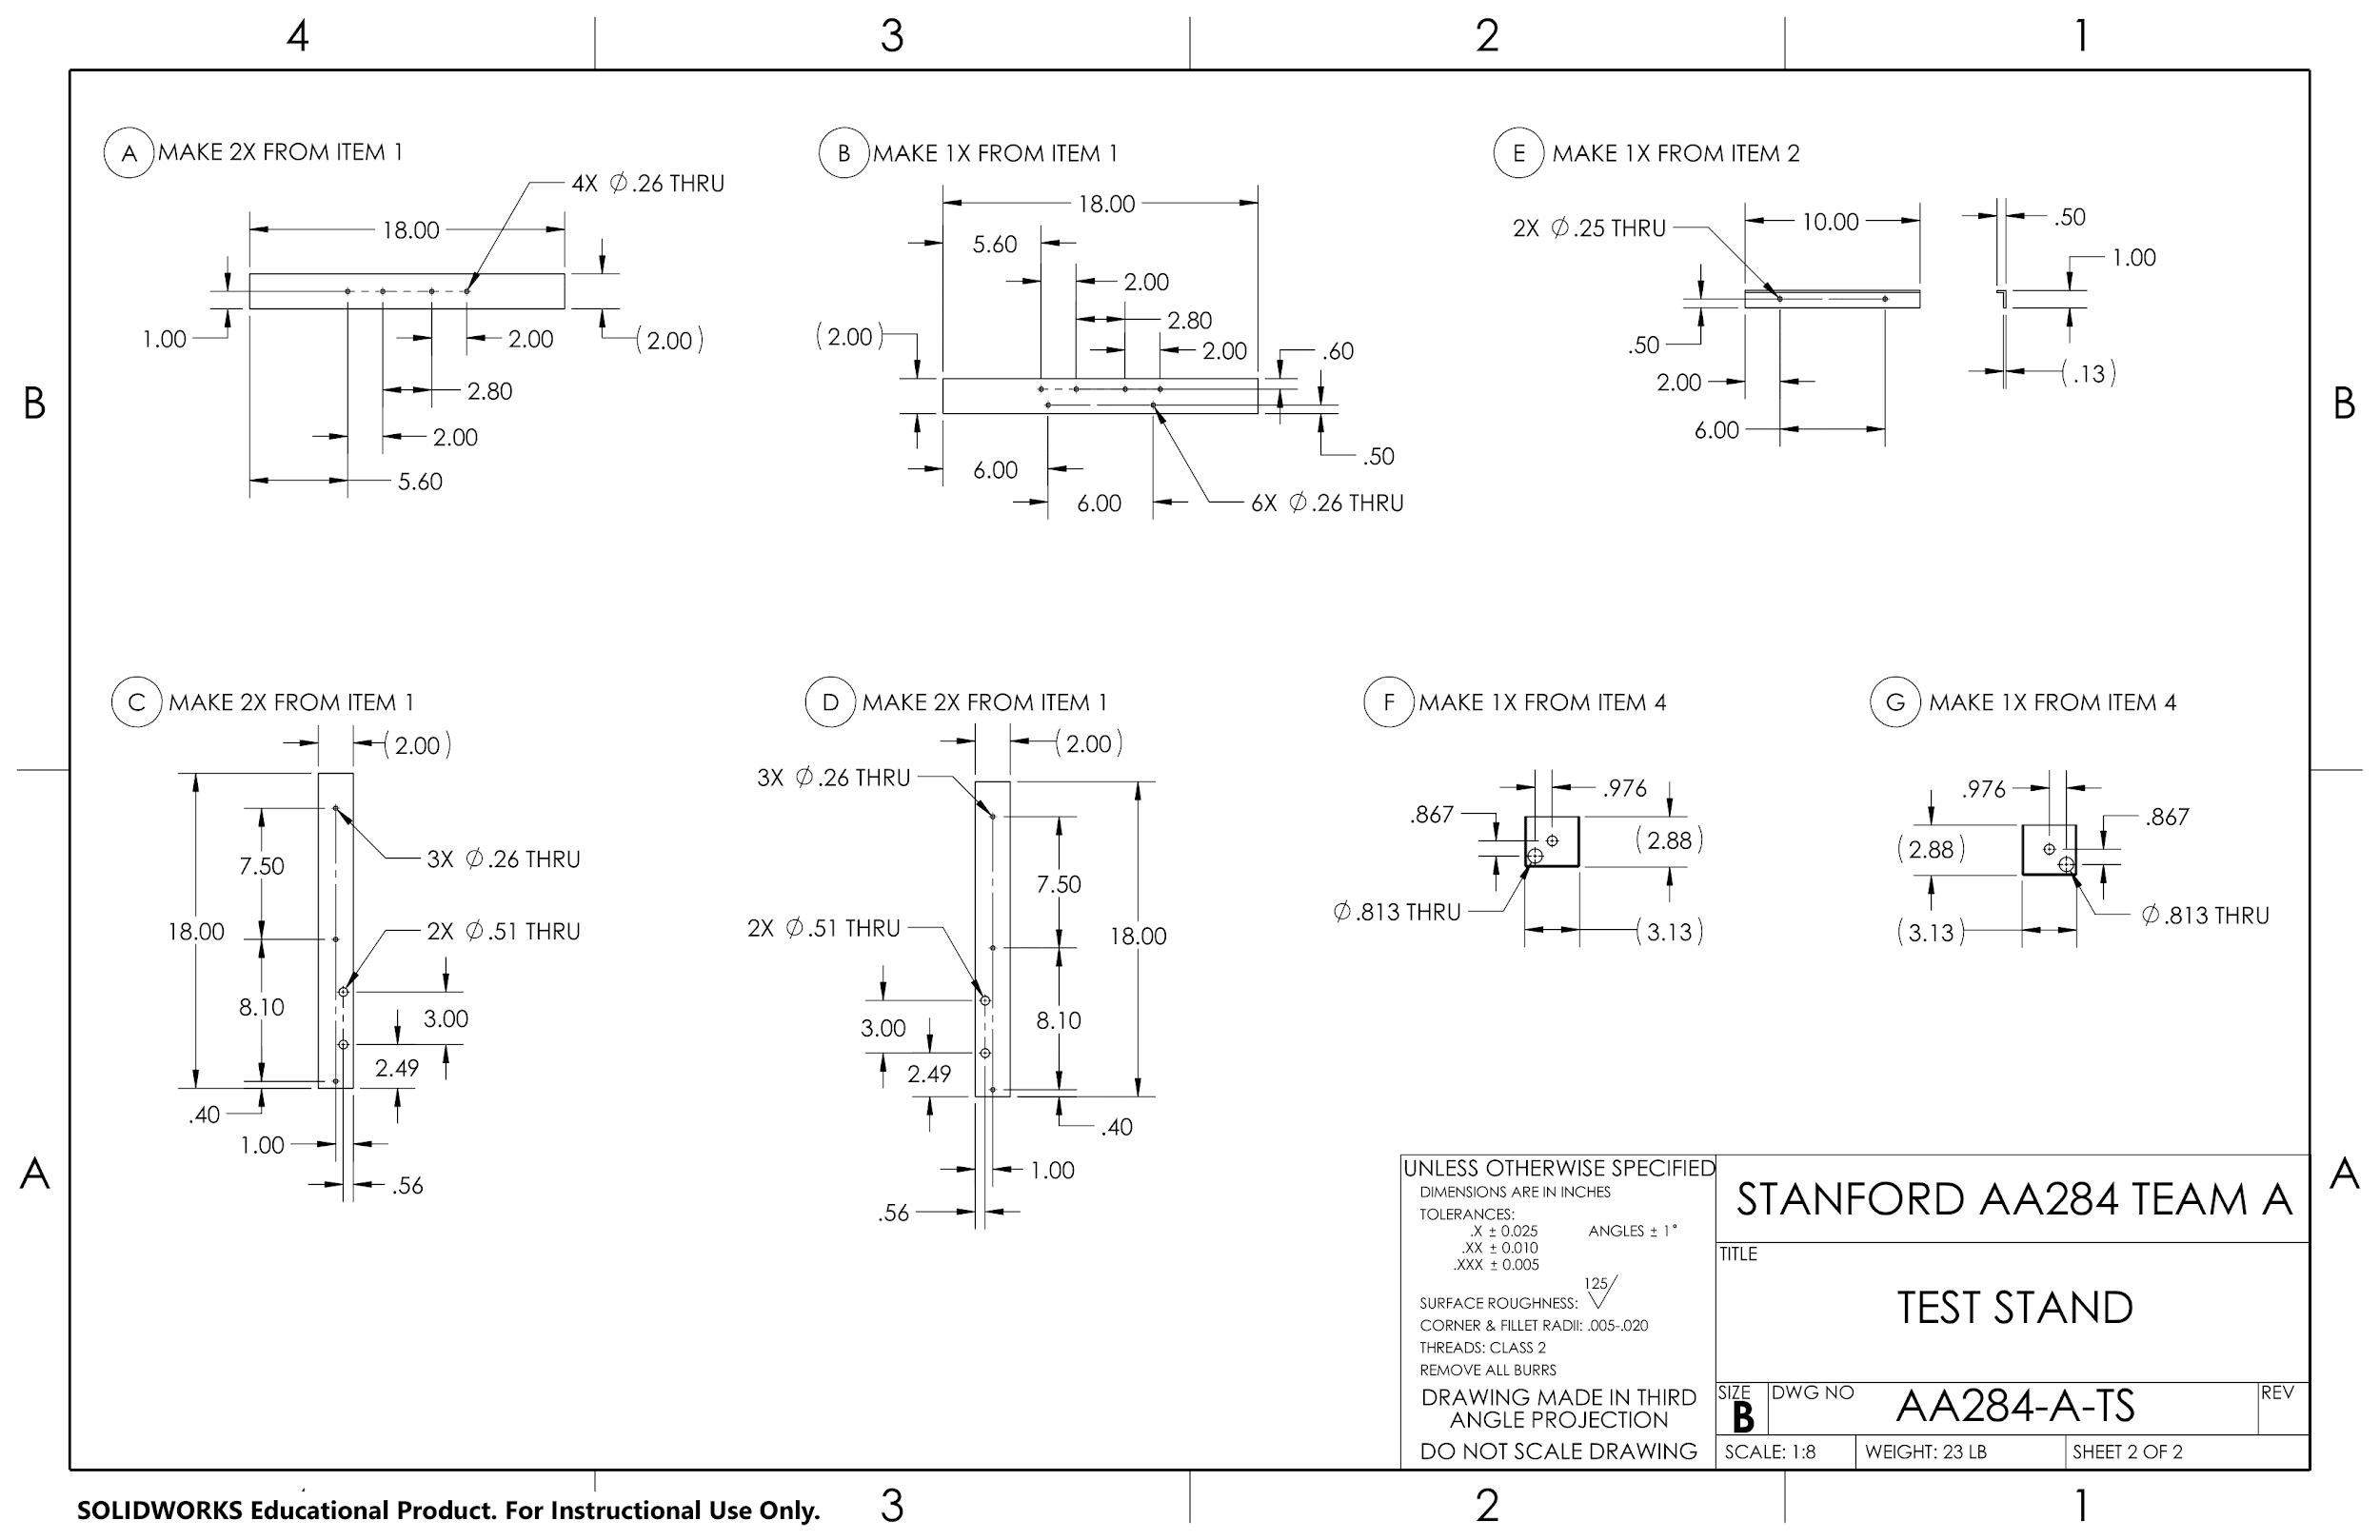 4 3 2 1
A MAKE 2X FROM ITEM 1
4X ∅.26 THRU
18.00
1.00
2.00
(2.00)
2.80
2.00
5.60
B MAKE 1X FROM ITEM 1
18.00
5.60
2.00
2.80
(2.00)
2.00
.60
.50
6.00
6.00
6X ∅.26 THRU
E MAKE 1X FROM ITEM 2
2X ∅.25 THRU
10.00
.50
1.00
.50
2.00
(.13)
6.00
B B
C MAKE 2X FROM ITEM 1
(2.00)
7.50
3X ∅.26 THRU
18.00
2X ∅.51 THRU
8.10
3.00
2.49
.40
1.00
.56
D MAKE 2X FROM ITEM 1
(2.00)
3X ∅.26 THRU
7.50
2X ∅.51 THRU
18.00
3.00
8.10
2.49
.40
1.00
.56
F MAKE 1X FROM ITEM 4
.976
.867
(2.88)
∅.813 THRU
(3.13)
G MAKE 1X FROM ITEM 4
.976
.867
(2.88)
∅.813 THRU
(3.13)
A A
UNLESS OTHERWISE SPECIFIED
DIMENSIONS ARE IN INCHES
TOLERANCES:
.X ± 0.025 ANGLES ± 1°
.XX ± 0.010
.XXX ± 0.005
125
SURFACE ROUGHNESS:
CORNER & FILLET RADII: .005-.020
THREADS: CLASS 2
REMOVE ALL BURRS
DRAWING MADE IN THIRD
ANGLE PROJECTION
DO NOT SCALE DRAWING
STANFORD AA284 TEAM A
TITLE
TEST STAND
SIZE
B
DWG NO
AA284-A-TS
REV
SCALE: 1:8
WEIGHT: 23 LB
SHEET 2 OF 2
SOLIDWORKS Educational Product. For Instructional Use Only.
3 2 1